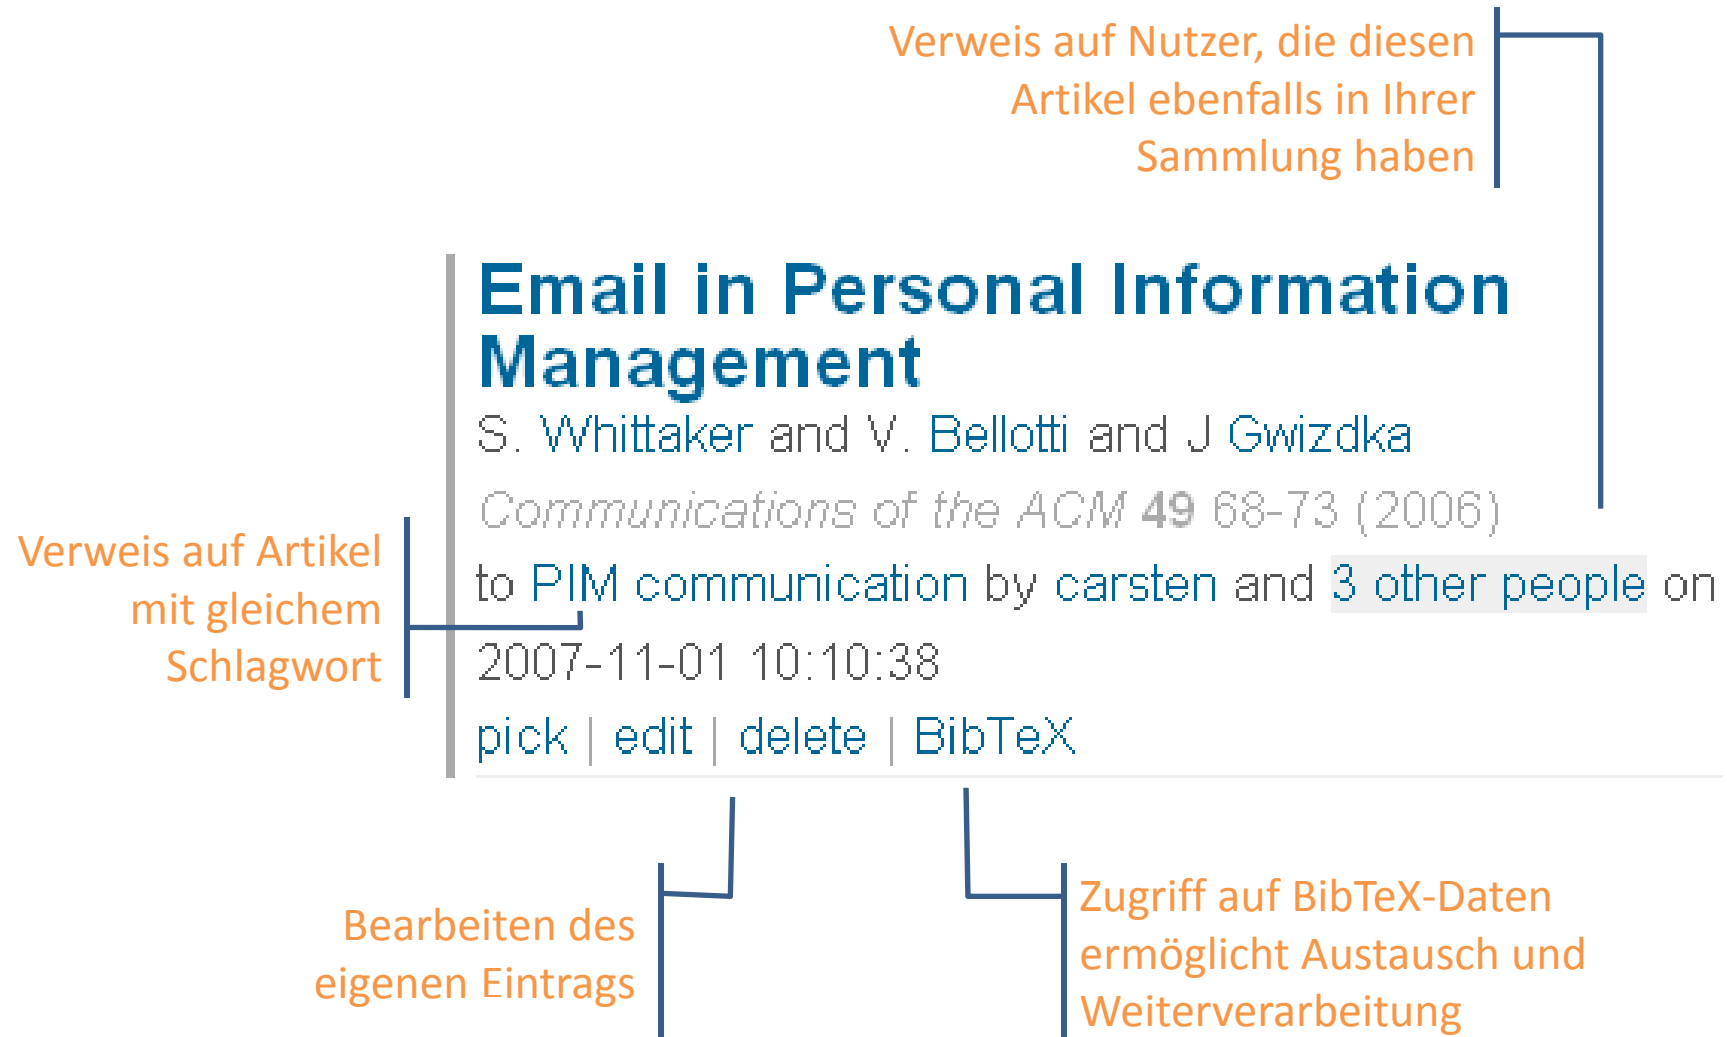 Verweis auf Nutzer, die diesen
Artikel ebenfalls in Ihrer
Sammlung haben
Email in Personal Information
Management
S. Whittaker and V. Bellotti and J Gwizdka
Communications of the ACM 49 68-73 (2006)
to PIM communication by carsten and 3 other people on
2007-11-01 10:10:38
pick | edit | delete | BibTeX
Verweis auf Artikel
mit gleichem
Schlagwort
Bearbeiten des
eigenen Eintrags
Zugriff auf BibTeX-Daten
ermöglicht Austausch und
Weiterverarbeitung